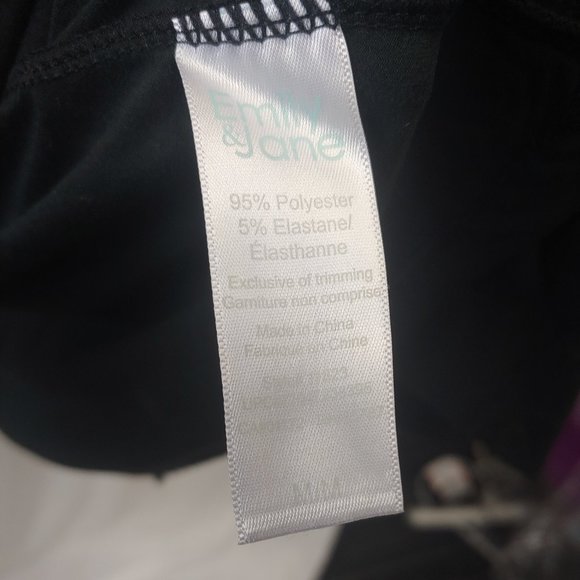 Emily
&Jane
95% Polyester
5% Elastane/
Élasthanne
Exclusive of trimming
Garniture non comprise
Made in China
Fabriqué en Chine
M/M